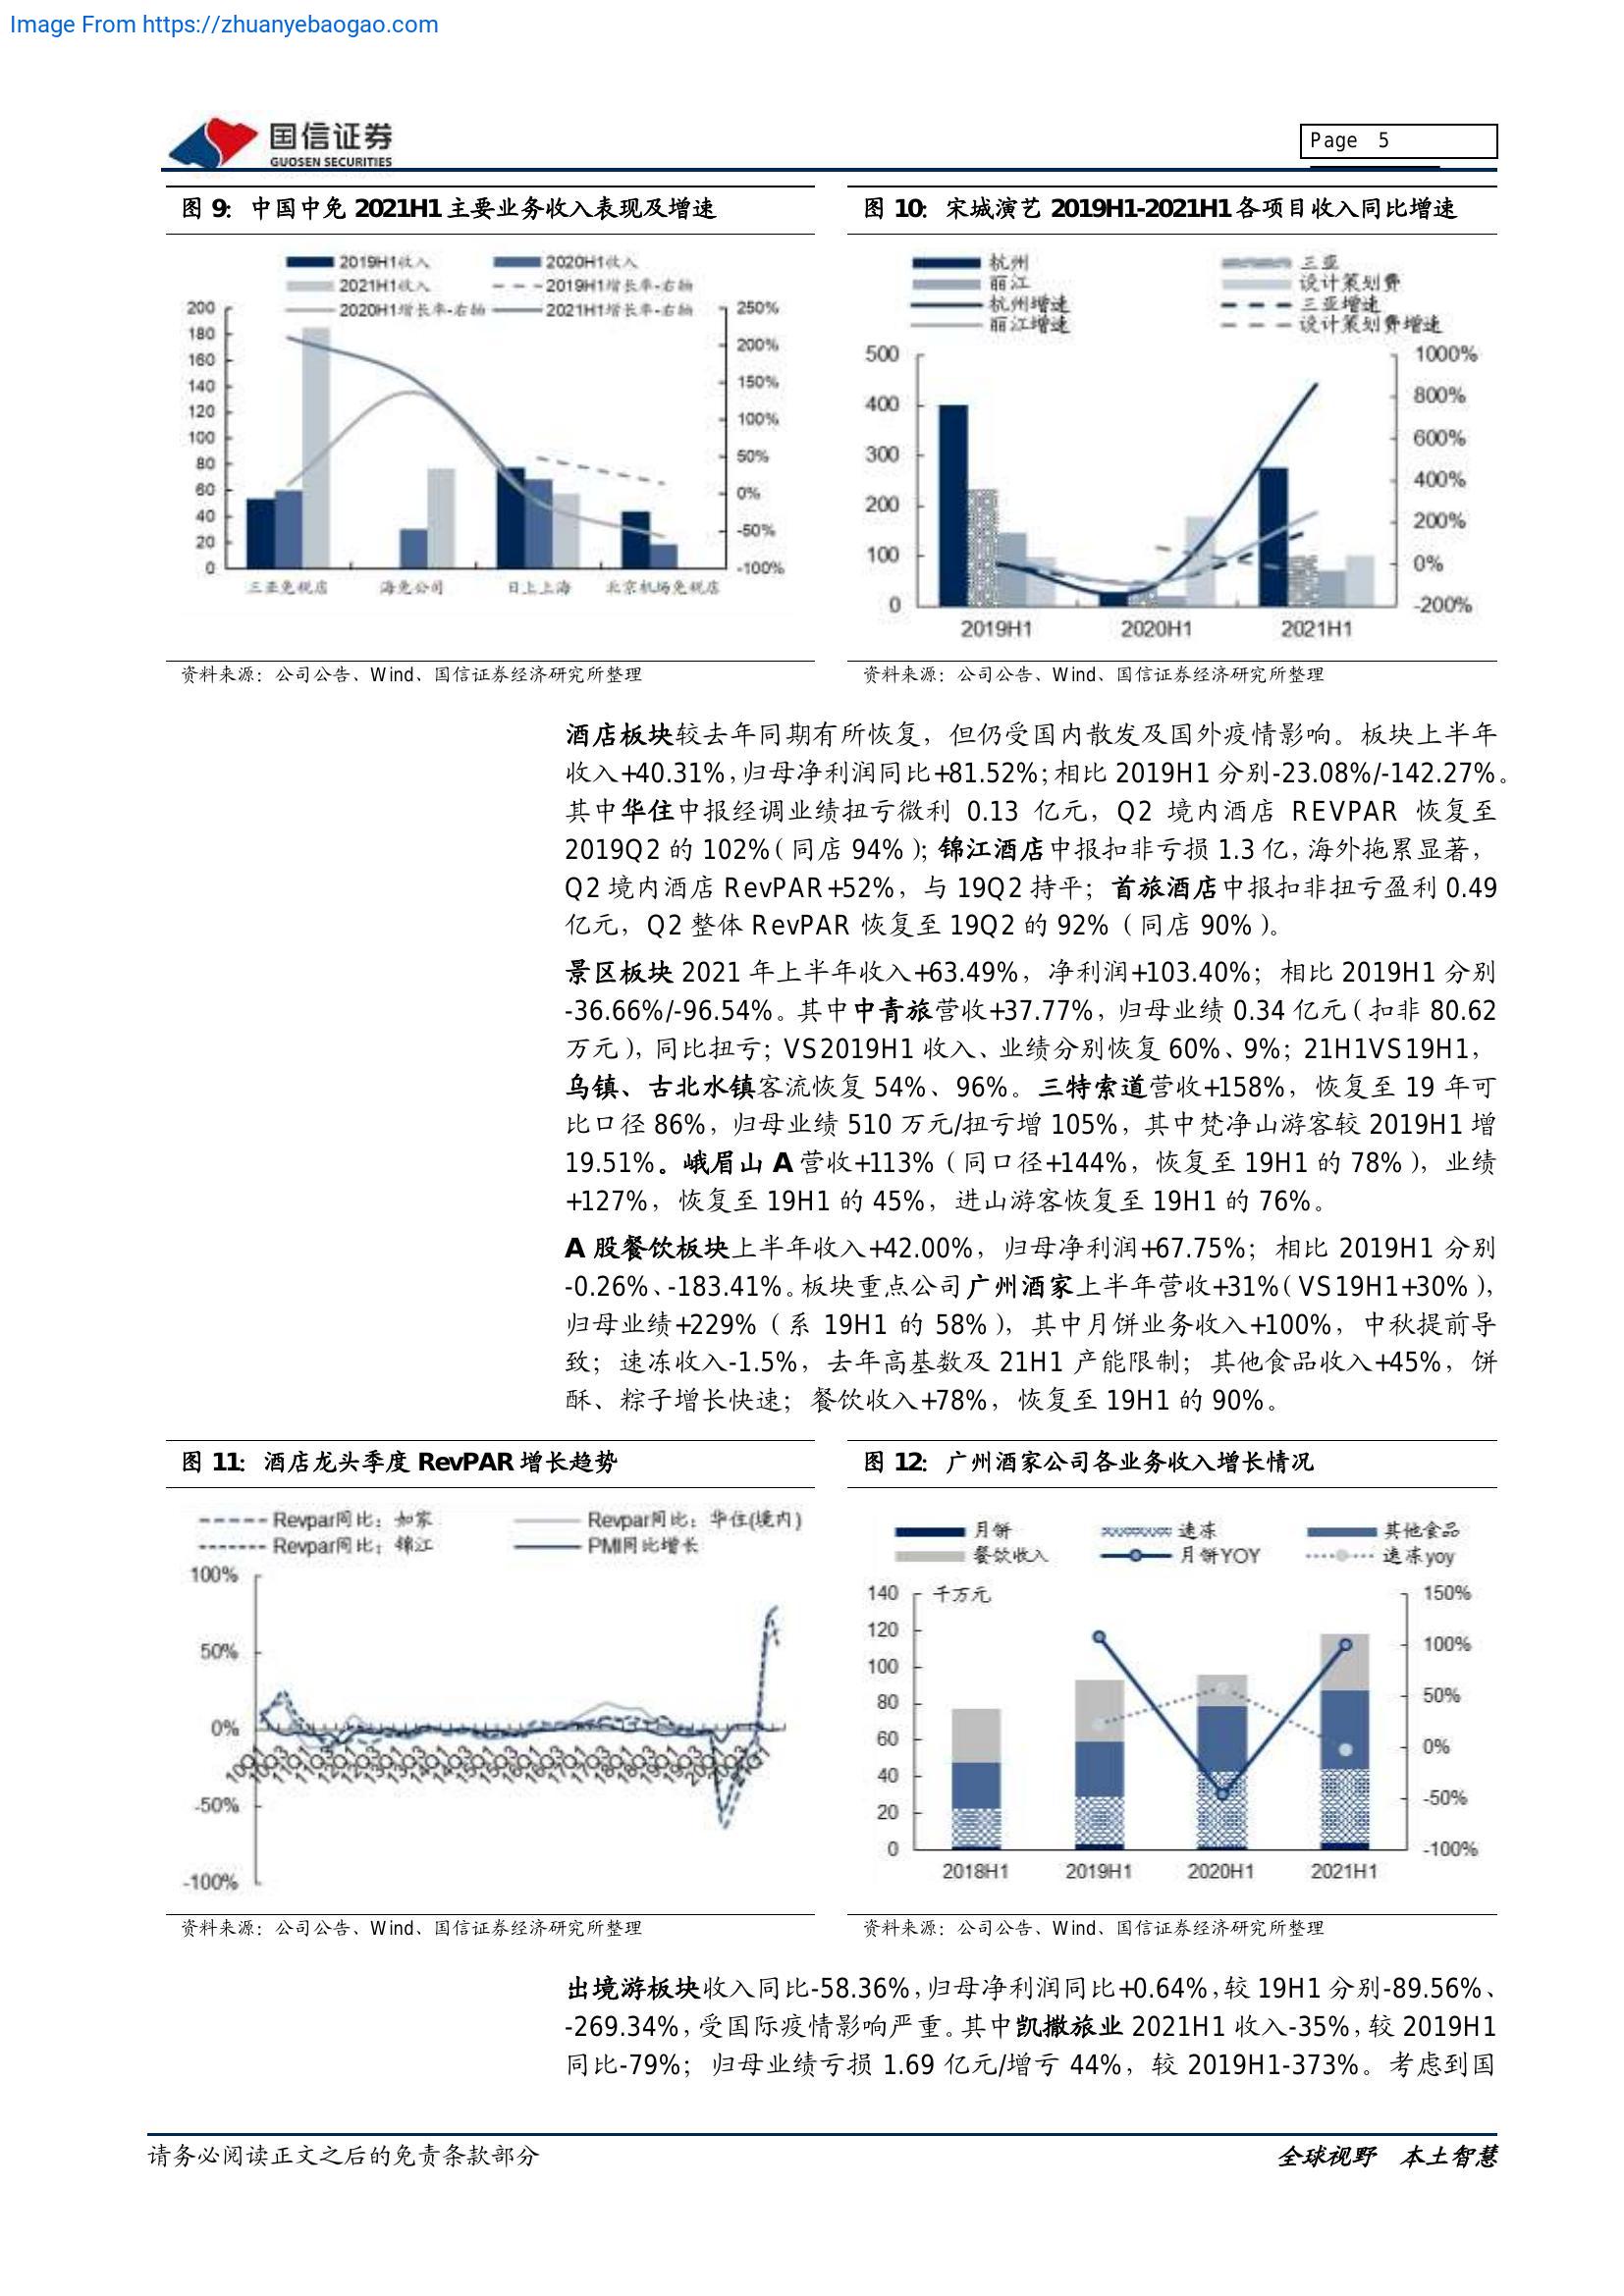 Image From https://zhuanyebaogao.com
国信证券
GUOSEN SECURITIES
Page 5
图 9：中国中免 2021H1 主要业务收入表现及增速
2019H1收入
2020H1收入
2021H1收入
2019H1增长率-右轴
2020H1增长率-右轴
2021H1增长率-右轴
200
180
160
140
120
100
80
60
40
20
0
250%
200%
150%
100%
50%
0%
-50%
-100%
三亚免税店
海免公司
日上上海
北京机场免税店
资料来源：公司公告、Wind、国信证券经济研究所整理
图 10：宋城演艺 2019H1-2021H1 各项目收入同比增速
杭州
三亚
丽江
设计策划费
杭州增速
三亚增速
丽江增速
设计策划费增速
500
400
300
200
100
0
1000%
800%
600%
400%
200%
0%
-200%
2019H1
2020H1
2021H1
资料来源：公司公告、Wind、国信证券经济研究所整理
酒店板块较去年同期有所恢复，但仍受国内散发及国外疫情影响。板块上半年
收入+40.31%，归母净利润同比+81.52%；相比 2019H1 分别-23.08%/-142.27%。
其中华住中报经调业绩扭亏微利 0.13 亿元，Q2 境内酒店 REVPAR 恢复至
2019Q2 的 102%（同店 94%）；锦江酒店中报扣非亏损 1.3 亿，海外拖累显著，
Q2 境内酒店 RevPAR+52%，与 19Q2 持平；首旅酒店中报扣非扭亏盈利 0.49
亿元，Q2 整体 RevPAR 恢复至 19Q2 的 92%（同店 90%）。
景区板块 2021 年上半年收入+63.49%，净利润+103.40%；相比 2019H1 分别
-36.66%/-96.54%。其中中青旅营收+37.77%，归母业绩 0.34 亿元（扣非 80.62
万元），同比扭亏；VS2019H1 收入、业绩分别恢复 60%、9%；21H1VS19H1，
乌镇、古北水镇客流恢复 54%、96%。三特索道营收+158%，恢复至 19 年可
比口径 86%，归母业绩 510 万元/扭亏增 105%，其中梵净山游客较 2019H1 增
19.51%。峨眉山 A 营收+113%（同口径+144%，恢复至 19H1 的 78%），业绩
+127%，恢复至 19H1 的 45%，进山游客恢复至 19H1 的 76%。
A 股餐饮板块上半年收入+42.00%，归母净利润+67.75%；相比 2019H1 分别
-0.26%、-183.41%。板块重点公司广州酒家上半年营收+31%（VS19H1+30%），
归母业绩+229%（系 19H1 的 58%），其中月饼业务收入+100%，中秋提前导
致；速冻收入-1.5%，去年高基数及 21H1 产能限制；其他食品收入+45%，饼
酥、粽子增长快速；餐饮收入+78%，恢复至 19H1 的 90%。
图 11：酒店龙头季度 RevPAR 增长趋势
Revpar同比：如家
Revpar同比：华住(境内)
Revpar同比：锦江
PMI同比增长
100%
50%
0%
-50%
-100%
10Q1
10Q3
11Q1
11Q3
12Q1
12Q3
13Q1
13Q3
14Q1
14Q3
15Q1
15Q3
16Q1
16Q3
17Q1
17Q3
18Q1
18Q3
19Q1
19Q3
20Q1
20Q3
21Q1
资料来源：公司公告、Wind、国信证券经济研究所整理
图 12：广州酒家公司各业务收入增长情况
月饼
速冻
其他食品
餐饮收入
月饼YOY
速冻yoy
千万元
140
120
100
80
60
40
20
0
150%
100%
50%
0%
-50%
-100%
2018H1
2019H1
2020H1
2021H1
资料来源：公司公告、Wind、国信证券经济研究所整理
出境游板块收入同比-58.36%，归母净利润同比+0.64%，较 19H1 分别-89.56%、
-269.34%，受国际疫情影响严重。其中凯撒旅业 2021H1 收入-35%，较 2019H1
同比-79%；归母业绩亏损 1.69 亿元/增亏 44%，较 2019H1-373%。考虑到国
请务必阅读正文之后的免责条款部分
全球视野 本土智慧